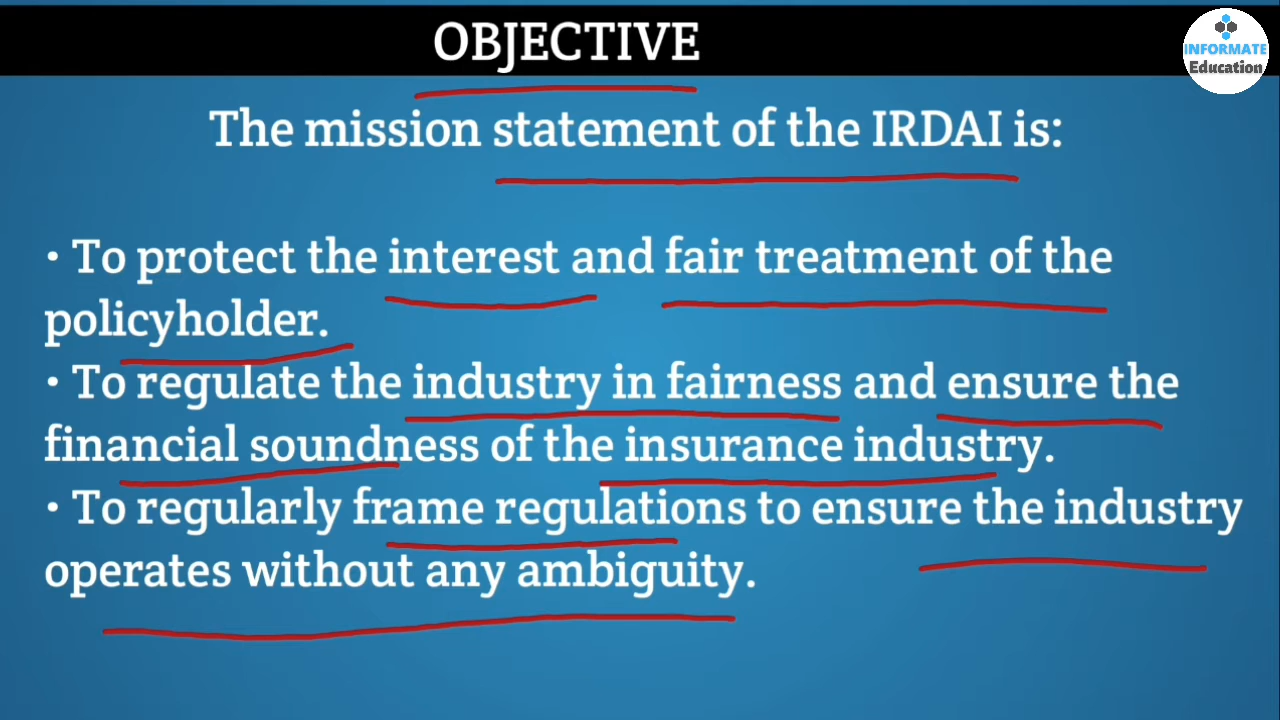 OBJECTIVE
INFORMATE
Education
The mission statement of the IRDAI is:
• To protect the interest and fair treatment of the
policyholder.
• To regulate the industry in fairness and ensure the
financial soundness of the insurance industry.
• To regularly frame regulations to ensure the industry
operates without any ambiguity.